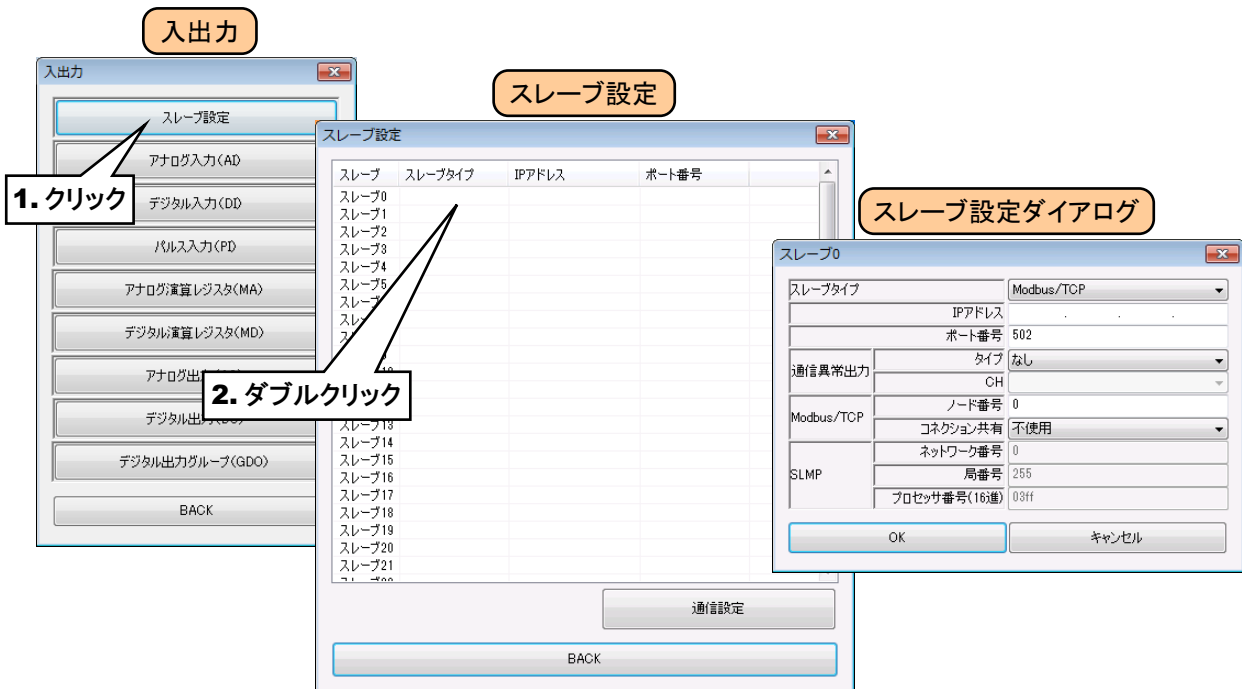 入出力
入出力
スレーブ設定
アナログ入力(AI)
デジタル入力(DI)
パルス入力(PI)
アナログ演算レジスタ(MA)
デジタル演算レジスタ(MD)
アナログ出
デジタル出
デジタル出力グループ(GDO)
BACK
1. クリック
スレーブ設定
スレーブ設定
スレーブ スレーブタイプ IPアドレス ポート番号
スレーブ0
スレーブ1
スレーブ2
スレーブ3
スレーブ4
スレーブ5
スレーブ13
スレーブ14
スレーブ15
スレーブ16
スレーブ17
スレーブ18
スレーブ19
スレーブ20
スレーブ21
2. ダブルクリック
通信設定
BACK
スレーブ設定ダイアログ
スレーブ0
スレーブタイプ Modbus/TCP
IPアドレス . . .
ポート番号 502
通信異常出力 タイプ なし
CH
Modbus/TCP ノード番号 0
コネクション共有 不使用
SLMP ネットワーク番号 0
局番号 255
プロセッサ番号(16進) 03ff
OK キャンセル